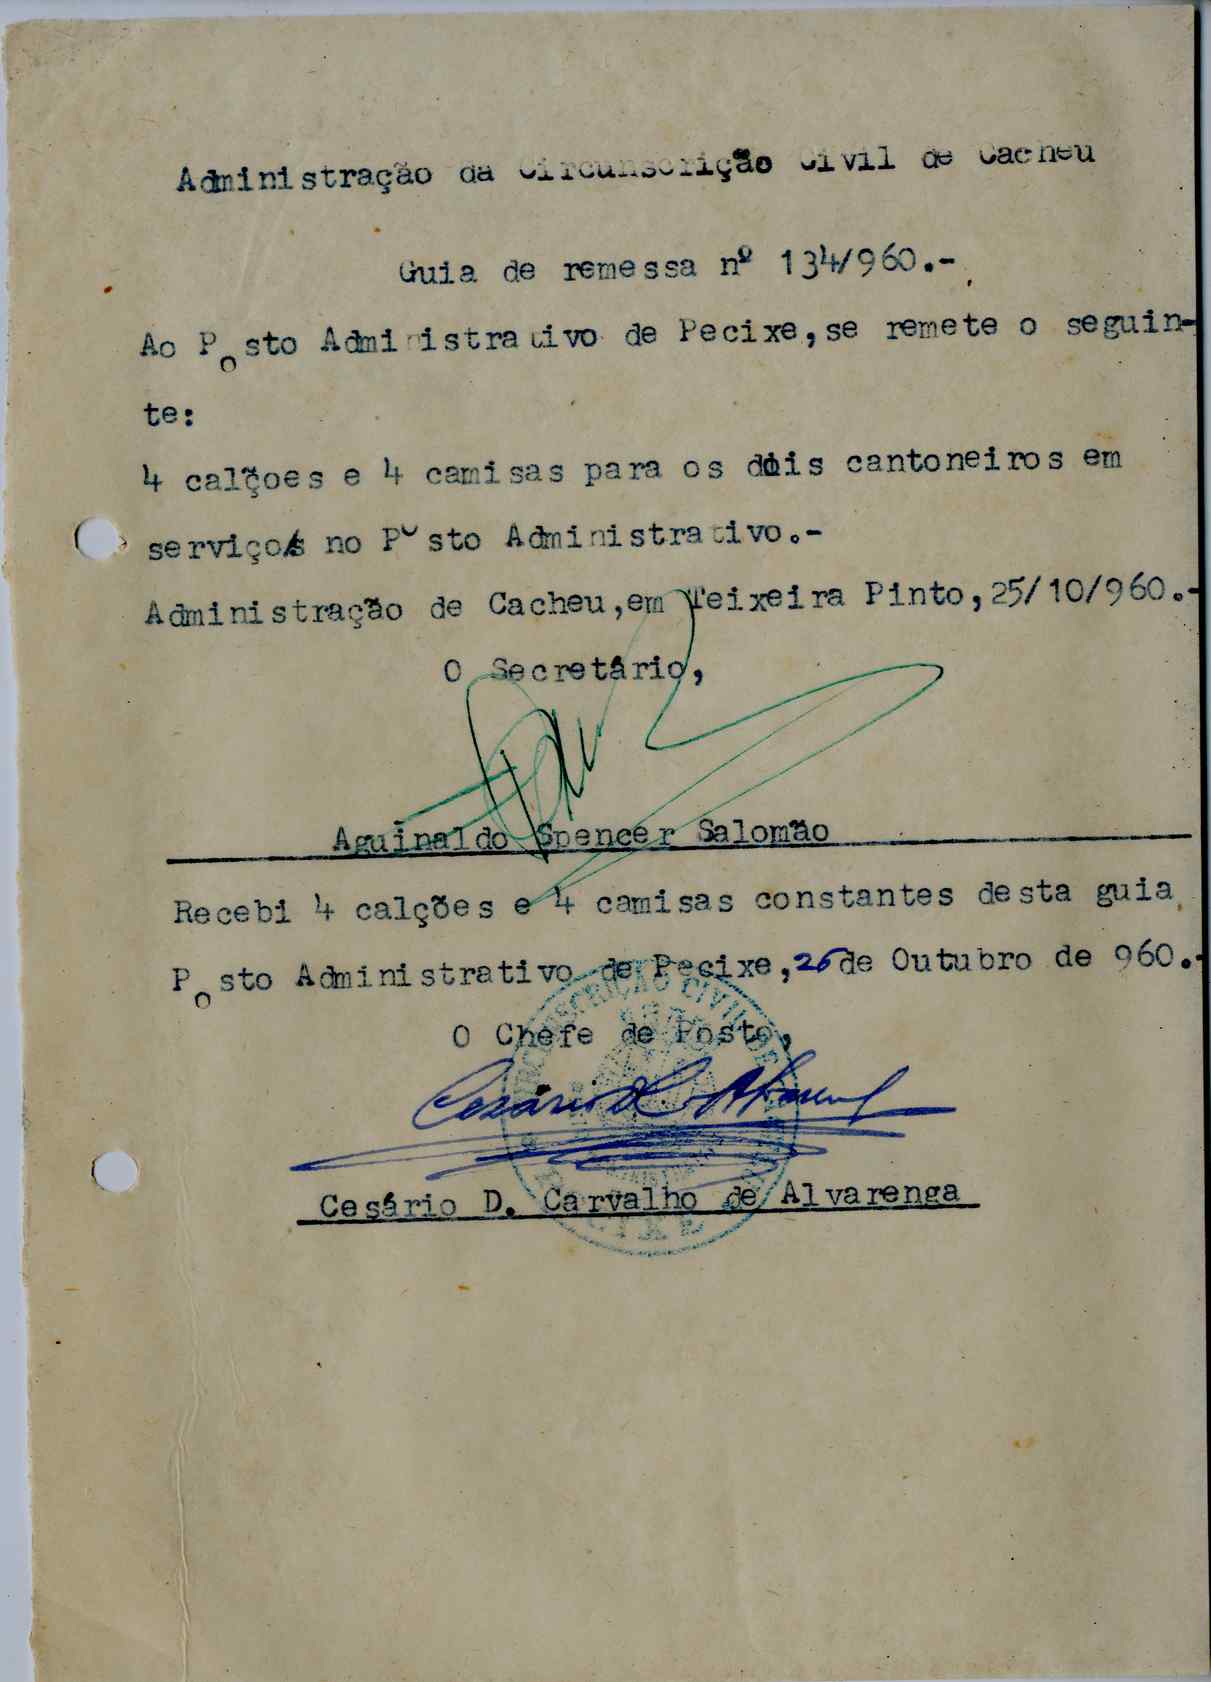 Administração da Circunscrição Civil de Cacheu
Guia de remessa nº 134/960.-
Ao Posto Administrativo de Pecixe, se remete o seguin-
te:
4 calções e 4 camisas para os dois cantoneiros em
serviço no Posto Administrativo.-
Administração de Cacheu, em Teixeira Pinto, 25/10/960.-
O Secretário,
Aguinaldo Spencer Salomão
Recebi 4 calções e 4 camisas constantes desta guia
Posto Administrativo de Pecixe, 26 de Outubro de 960.-
O Chefe de Posto,
Cesário D. C. Alvarenga
Cesário D. Carvalho de Alvarenga